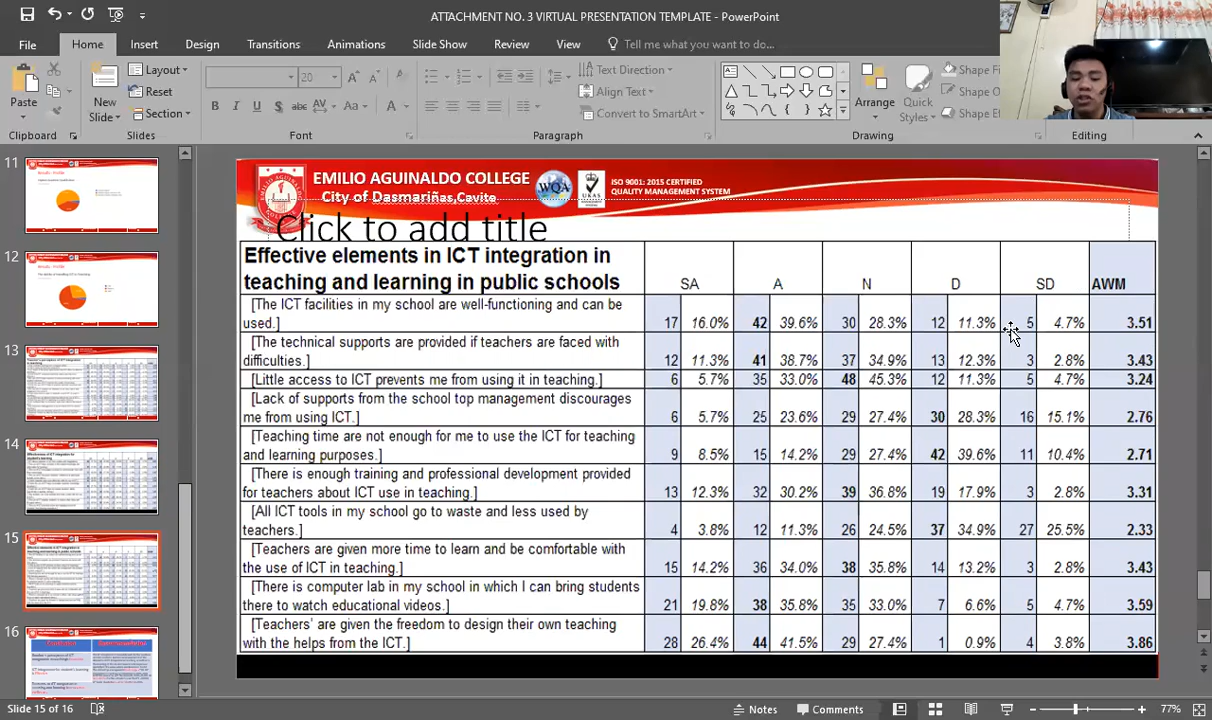 ATTACHMENT NO. 3 VIRTUAL PRESENTATION TEMPLATE - PowerPoint
File Home Insert Design Transitions Animations Slide Show Review View Tell me what you want to do...
Paste
New Slide
Layout
Reset
Section
20
B I U S abc AV Aa A
Text Direction
Align Text
Convert to SmartArt
Arrange
Quick Styles
Shape Fi
Shape O
Shape E
Clipboard Slides Font Paragraph Drawing Editing
11
12
13
14
15
16
EMILIO AGUINALDO COLLEGE
City of Dasmariñas, Cavite
WQA
UKAS
ISO 9001: 2015 CERTIFIED
QUALITY MANAGEMENT SYSTEM
Click to add title
Effective elements in ICT integration in
teaching and learning in public schools SA A N D SD AWM
[The ICT facilities in my school are well-functioning and can be
used.] 17 16.0% 42 39.6% 30 28.3% 12 11.3% 5 4.7% 3.51
[The technical supports are provided if teachers are faced with
difficulties.] 12 11.3% 41 38.7% 37 34.9% 13 12.3% 3 2.8% 3.43
[Little access to ICT prevents me from using it in teaching.] 6 5.7% 35 33.0% 48 45.3% 12 11.3% 5 4.7% 3.24
[Lack of supports from the school top management discourages
me from using ICT.] 6 5.7% 25 23.6% 29 27.4% 30 28.3% 16 15.1% 2.76
[Teaching time are not enough for me to use the ICT for teaching
and learning purposes.] 9 8.5% 15 14.2% 29 27.4% 42 39.6% 11 10.4% 2.71
[There is enough training and professional development provided
for teachers about ICT use in teaching.] 13 12.3% 32 30.2% 39 36.8% 19 17.9% 3 2.8% 3.31
[All ICT tools in my school go to waste and less used by
teachers.] 4 3.8% 12 11.3% 26 24.5% 37 34.9% 27 25.5% 2.33
[Teachers are given more time to learn and be comfortable with
the use of ICT in teaching.] 15 14.2% 36 34.0% 38 35.8% 14 13.2% 3 2.8% 3.43
[There is computer lab in my school in which I can bring students
there to watch educational videos.] 21 19.8% 38 35.8% 35 33.0% 7 6.6% 5 4.7% 3.59
[Teachers' are given the freedom to design their own teaching
with the helps from the ICT.] 28 26.4% 44 41.5% 29 27.4% 1 0.9% 4 3.8% 3.86
Slide 15 of 16 Notes Comments 77%